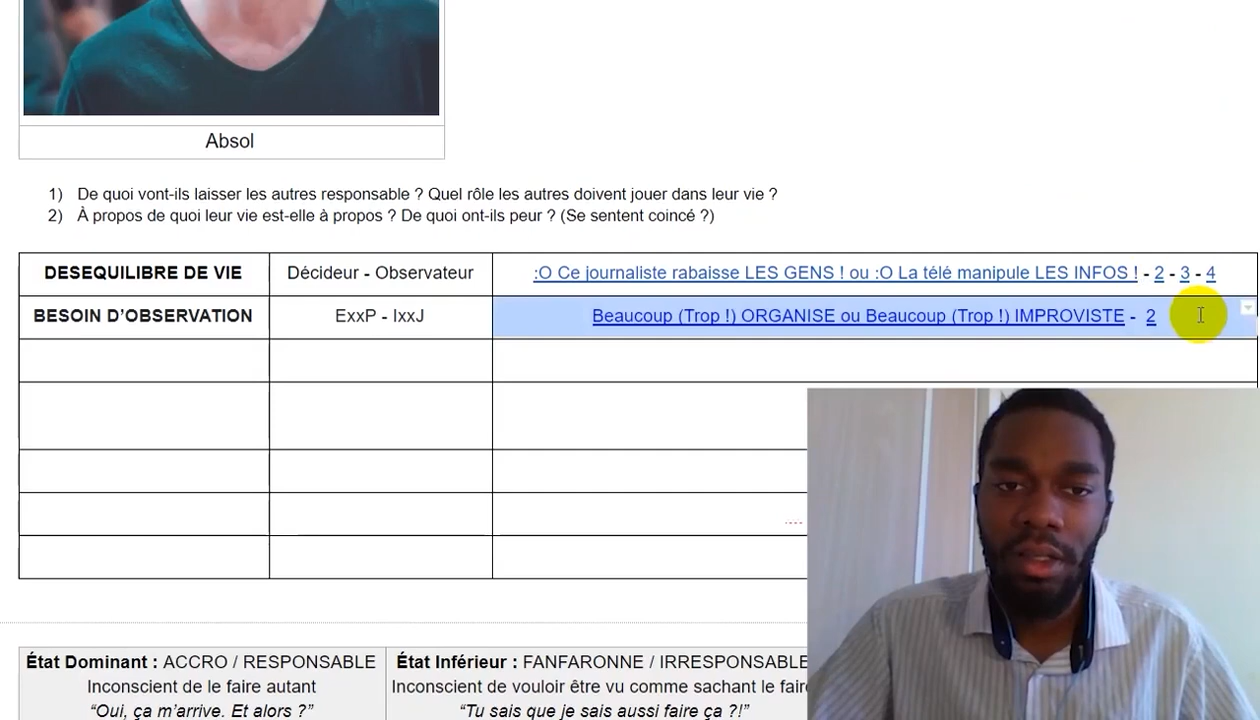 Absol
1) De quoi vont-ils laisser les autres responsable ? Quel rôle les autres doivent jouer dans leur vie ?
2) À propos de quoi leur vie est-elle à propos ? De quoi ont-ils peur ? (Se sentent coincé ?)
DESEQUILIBRE DE VIE Décideur - Observateur :O Ce journaliste rabaisse LES GENS ! ou :O La télé manipule LES INFOS ! - 2 - 3 - 4
BESOIN D'OBSERVATION ExxP - IxxJ Beaucoup (Trop !) ORGANISE ou Beaucoup (Trop !) IMPROVISTE - 2
....
État Dominant : ACCRO / RESPONSABLE État Inférieur : FANFARONNE / IRRESPONSABLE
Inconscient de le faire autant Inconscient de vouloir être vu comme sachant le faire
“Oui, ça m'arrive. Et alors ?” “Tu sais que je sais aussi faire ça ?!”